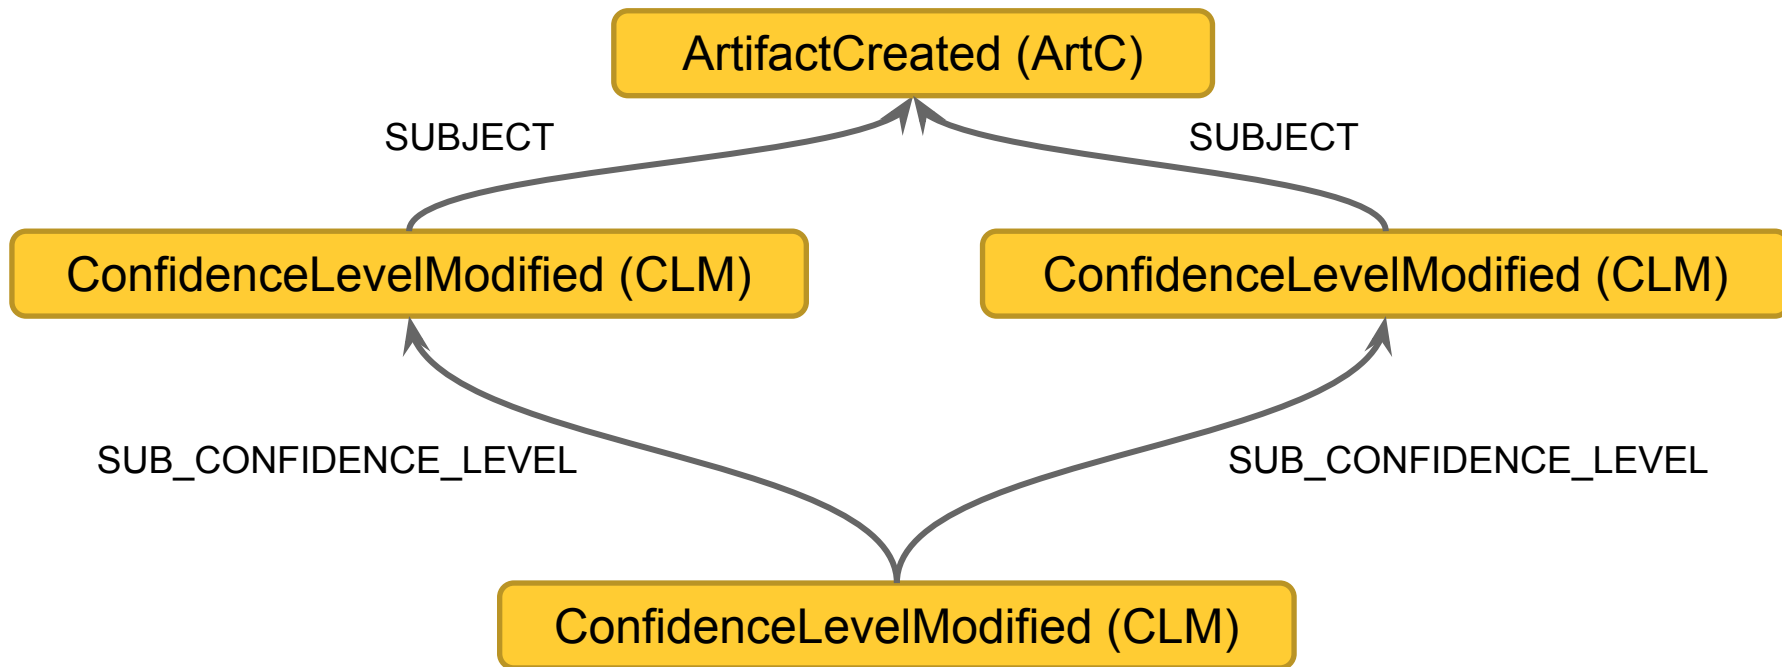 ArtifactCreated (ArtC)
SUBJECT
SUBJECT
ConfidenceLevelModified (CLM)
ConfidenceLevelModified (CLM)
SUB_CONFIDENCE_LEVEL
SUB_CONFIDENCE_LEVEL
ConfidenceLevelModified (CLM)